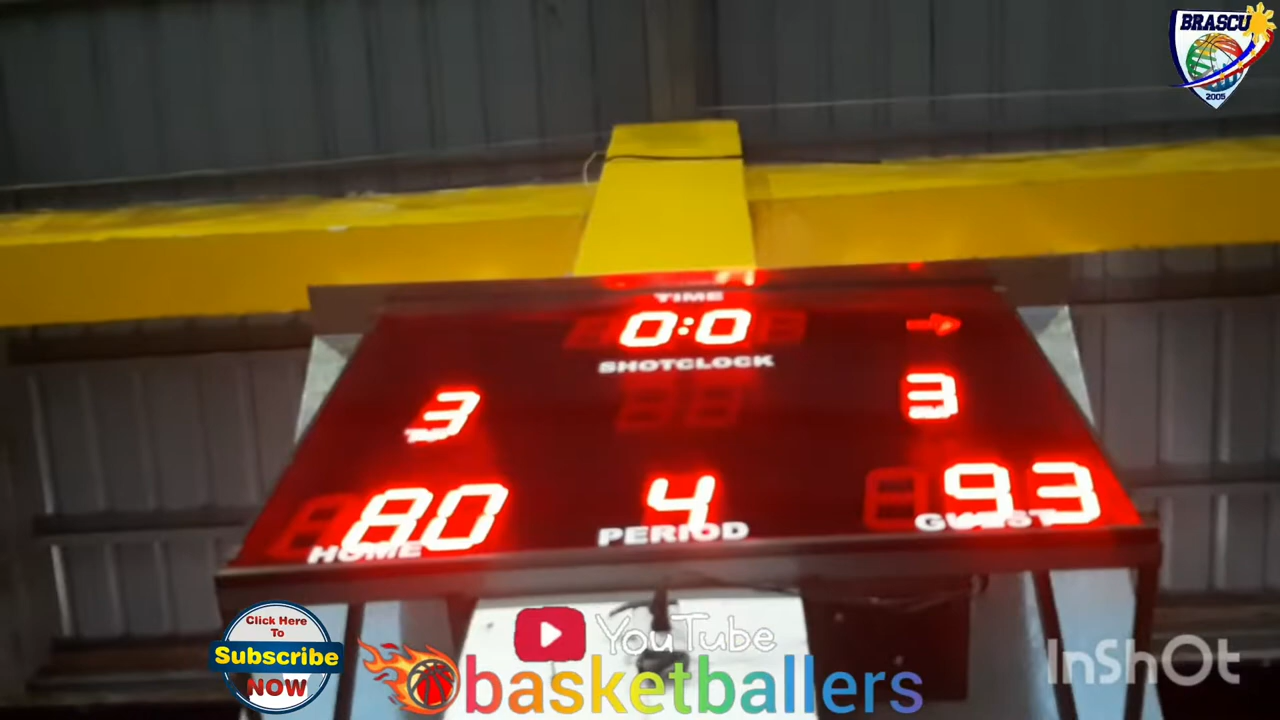 BRASCU
2005
TIME
0:0
SHOTCLOCK
3
3
80
4
93
HOME
PERIOD
GUEST
Click Here
To
Subscribe
NOW
YouTube
basketballers
InShOt